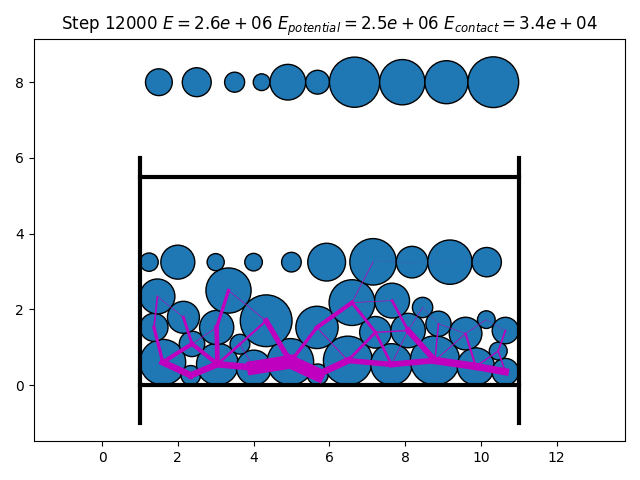 Step 12000 E = 2.6e + 06 E_potential = 2.5e + 06 E_contact = 3.4e + 04
8
6
4
2
0
0 2 4 6 8 10 12